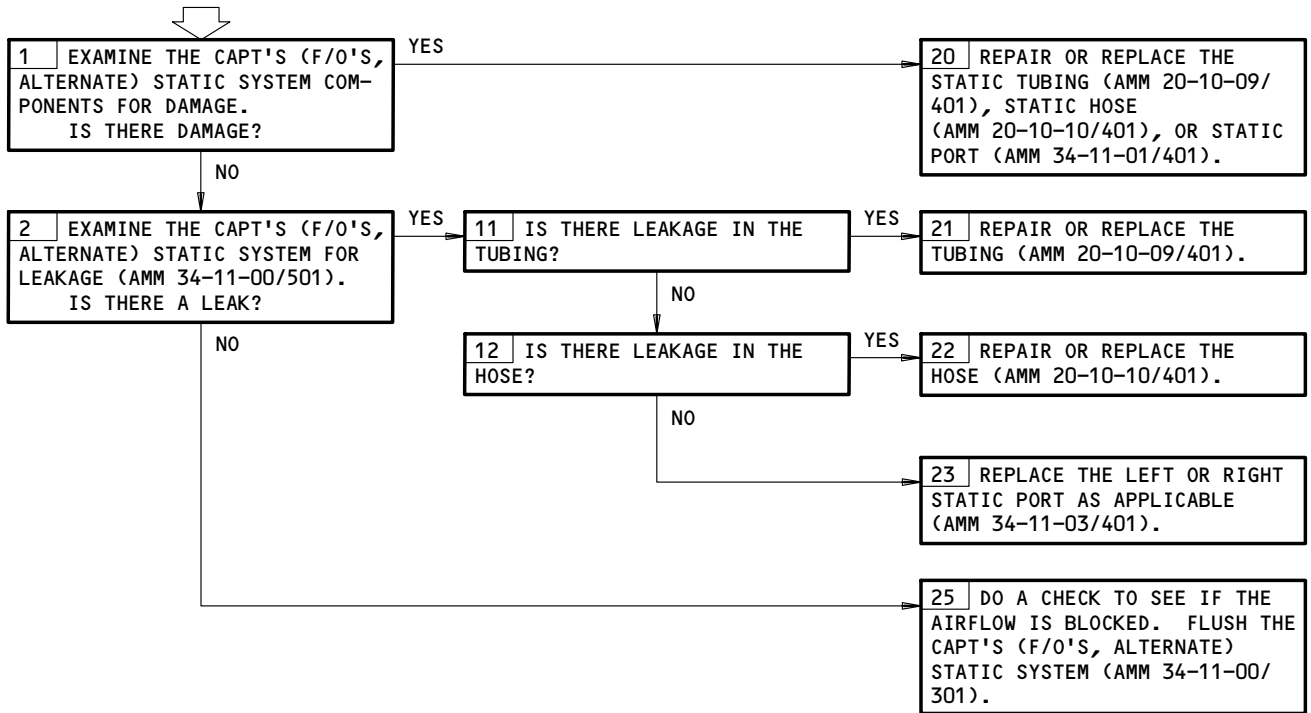 1 EXAMINE THE CAPT'S (F/O'S,
ALTERNATE) STATIC SYSTEM COM-
PONENTS FOR DAMAGE.
IS THERE DAMAGE?
YES
20 REPAIR OR REPLACE THE
STATIC TUBING (AMM 20-10-09/
401), STATIC HOSE
(AMM 20-10-10/401), OR STATIC
PORT (AMM 34-11-01/401).
NO
2 EXAMINE THE CAPT'S (F/O'S,
ALTERNATE) STATIC SYSTEM FOR
LEAKAGE (AMM 34-11-00/501).
IS THERE A LEAK?
YES
11 IS THERE LEAKAGE IN THE
TUBING?
YES
21 REPAIR OR REPLACE THE
TUBING (AMM 20-10-09/401).
NO
12 IS THERE LEAKAGE IN THE
HOSE?
YES
22 REPAIR OR REPLACE THE
HOSE (AMM 20-10-10/401).
NO
23 REPLACE THE LEFT OR RIGHT
STATIC PORT AS APPLICABLE
(AMM 34-11-03/401).
NO
25 DO A CHECK TO SEE IF THE
AIRFLOW IS BLOCKED. FLUSH THE
CAPT'S (F/O'S, ALTERNATE)
STATIC SYSTEM (AMM 34-11-00/
301).